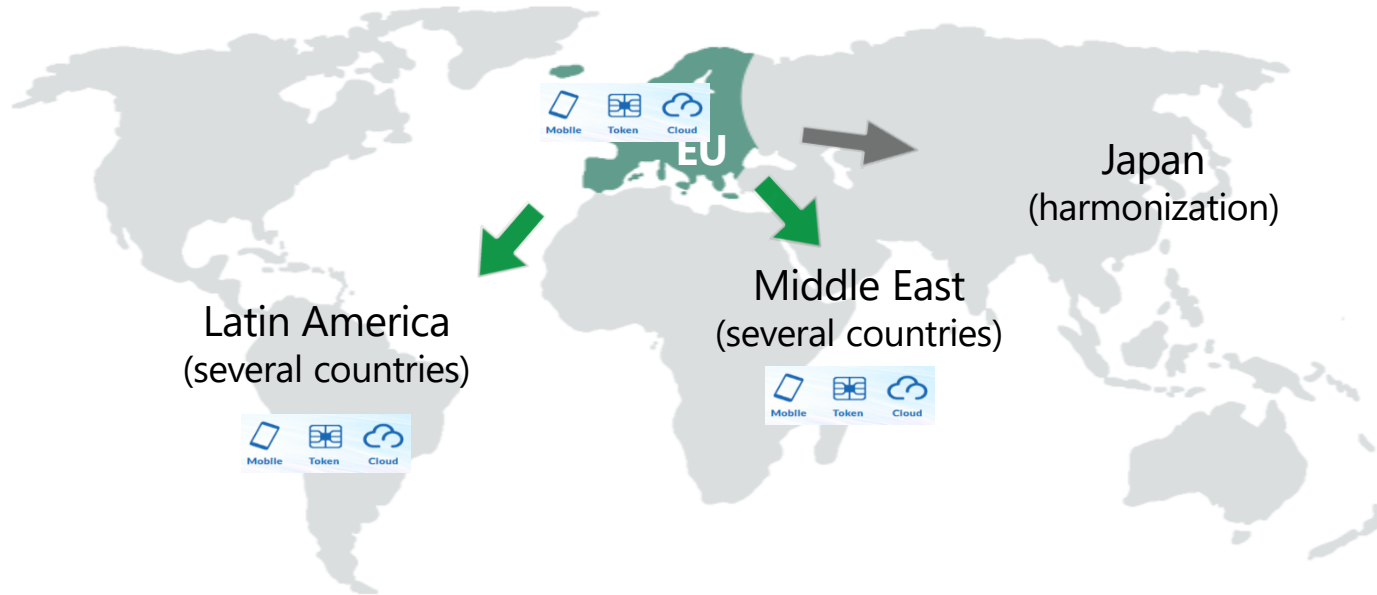 Mobile Token Cloud
EU
Japan
(harmonization)
Middle East
(several countries)
Latin America
(several countries)
Mobile Token Cloud
Mobile Token Cloud